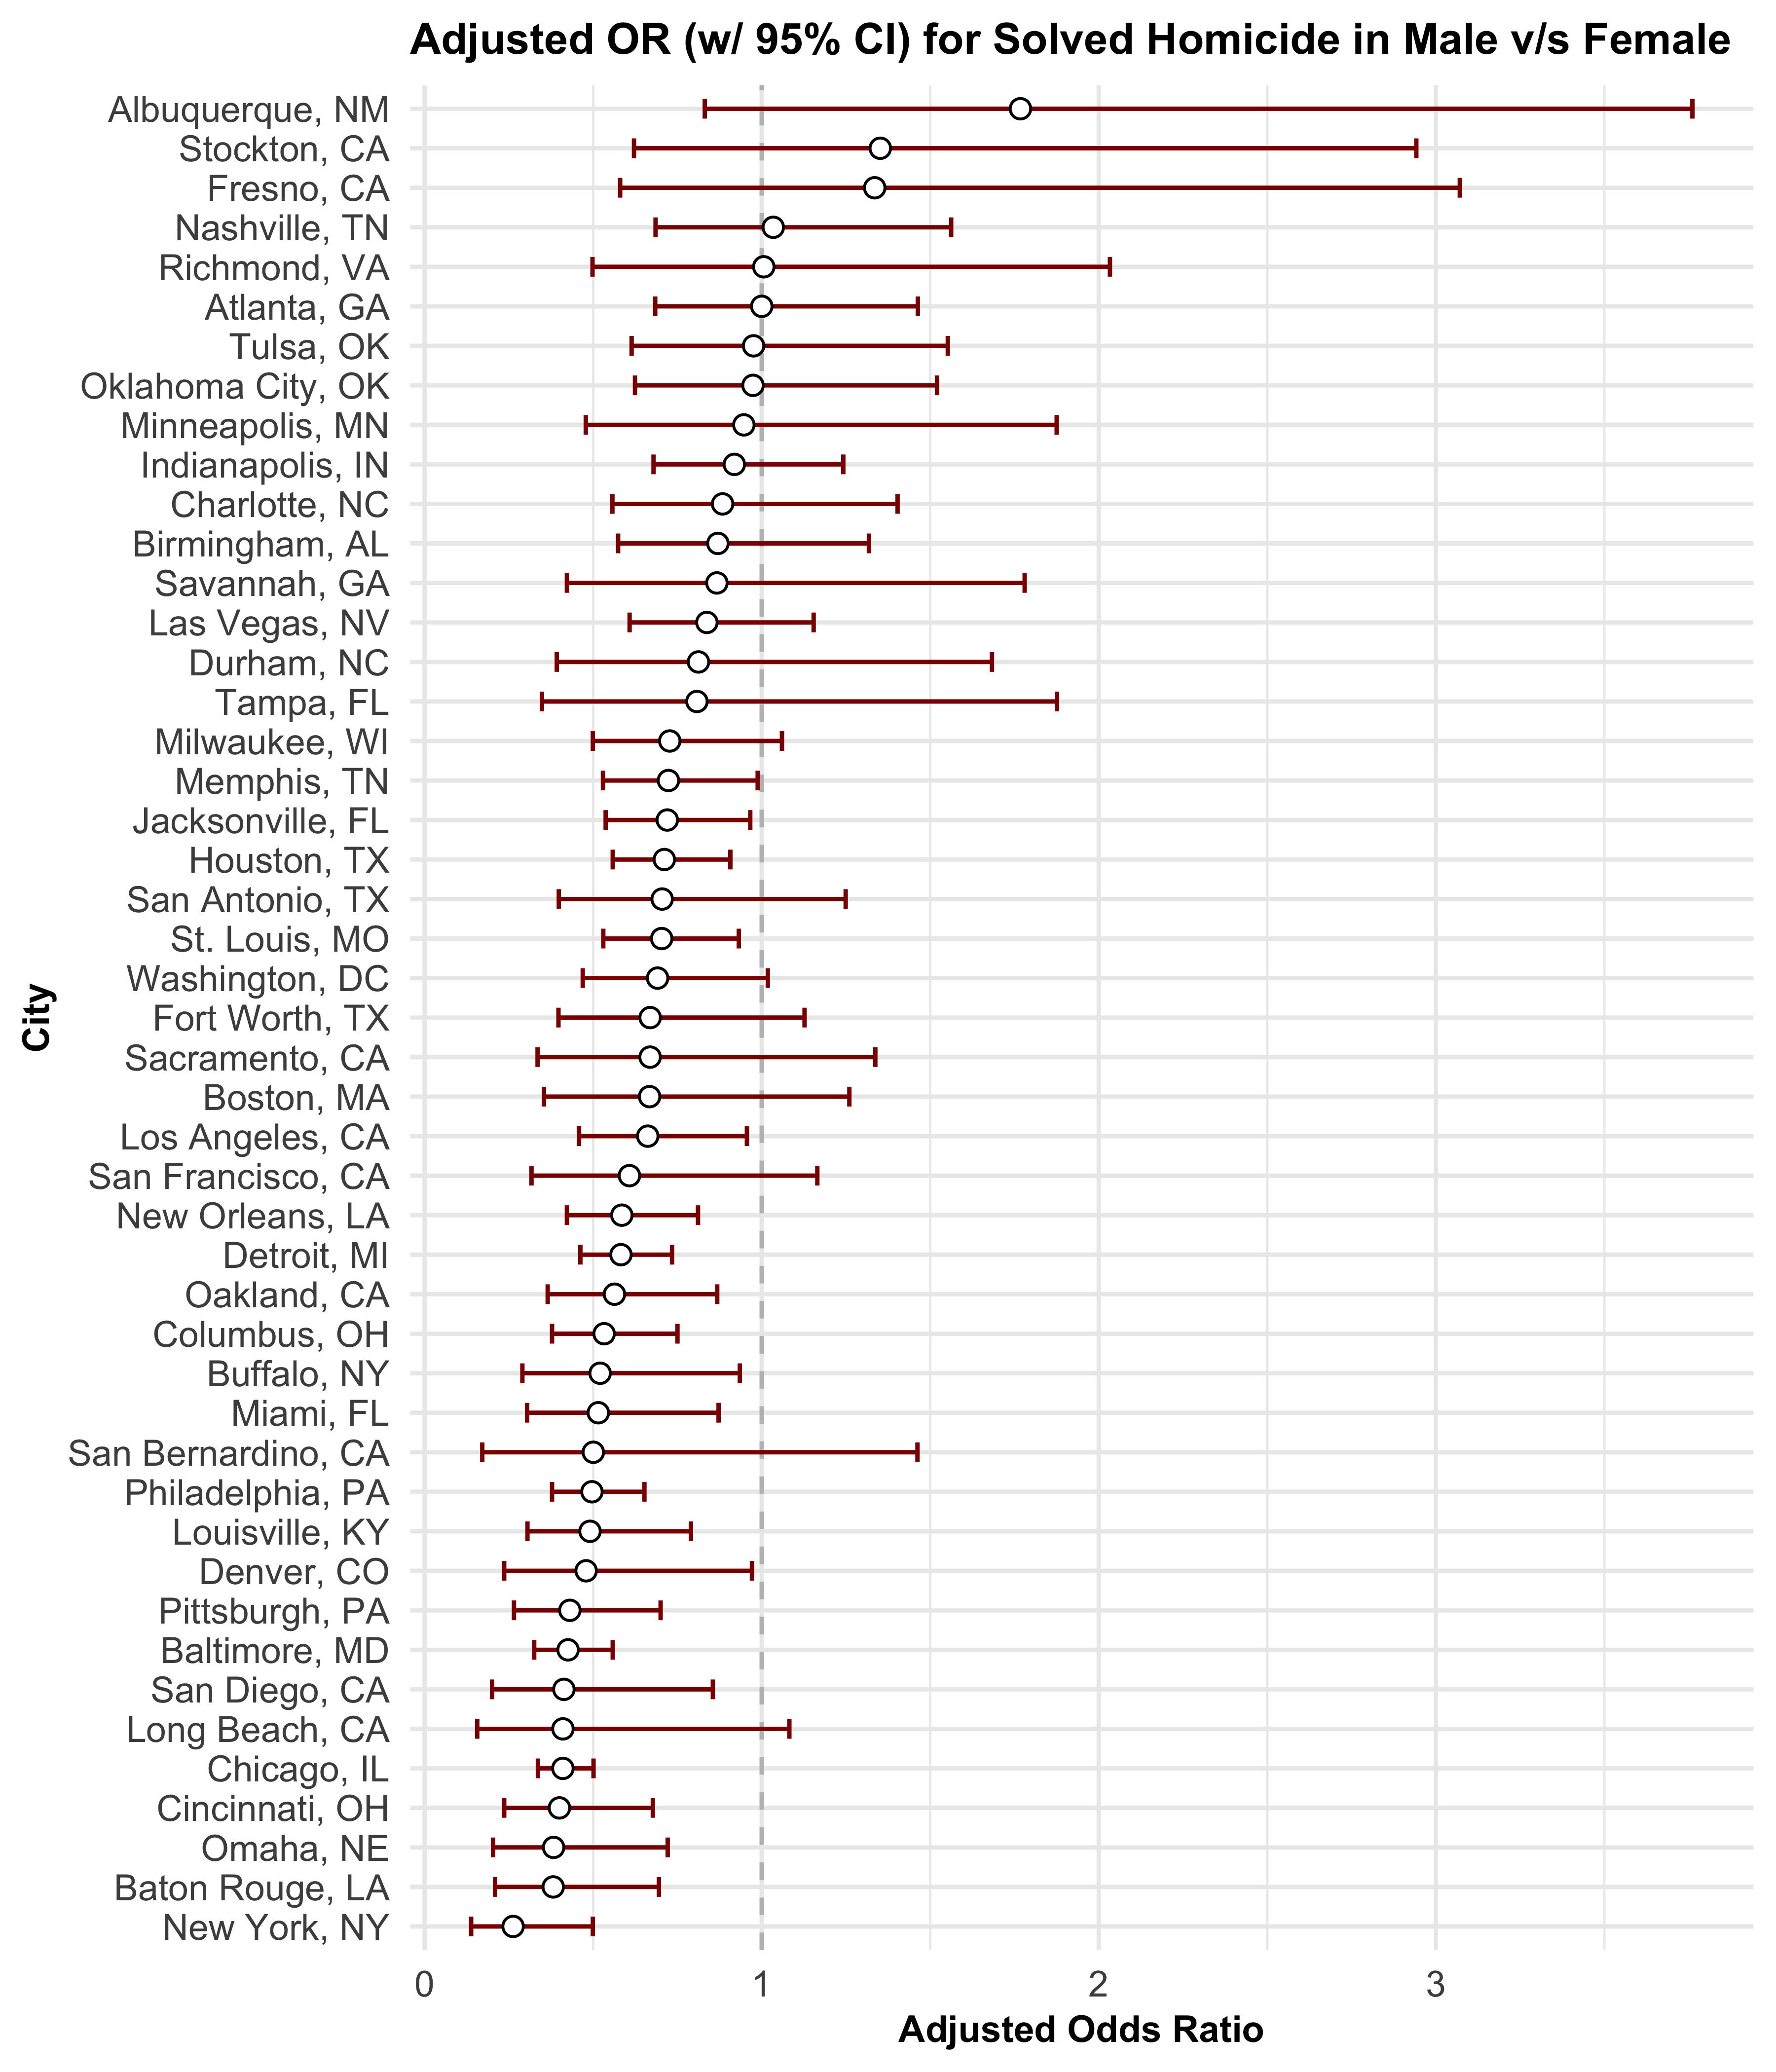 Adjusted OR (w/ 95% CI) for Solved Homicide in Male v/s Female
Albuquerque, NM
Stockton, CA
Fresno, CA
Nashville, TN
Richmond, VA
Atlanta, GA
Tulsa, OK
Oklahoma City, OK
Minneapolis, MN
Indianapolis, IN
Charlotte, NC
Birmingham, AL
Savannah, GA
Las Vegas, NV
Durham, NC
Tampa, FL
Milwaukee, WI
Memphis, TN
Jacksonville, FL
Houston, TX
San Antonio, TX
St. Louis, MO
Washington, DC
Fort Worth, TX
Sacramento, CA
Boston, MA
Los Angeles, CA
San Francisco, CA
New Orleans, LA
Detroit, MI
Oakland, CA
Columbus, OH
Buffalo, NY
Miami, FL
San Bernardino, CA
Philadelphia, PA
Louisville, KY
Denver, CO
Pittsburgh, PA
Baltimore, MD
San Diego, CA
Long Beach, CA
Chicago, IL
Cincinnati, OH
Omaha, NE
Baton Rouge, LA
New York, NY
City
0 1 2 3
Adjusted Odds Ratio